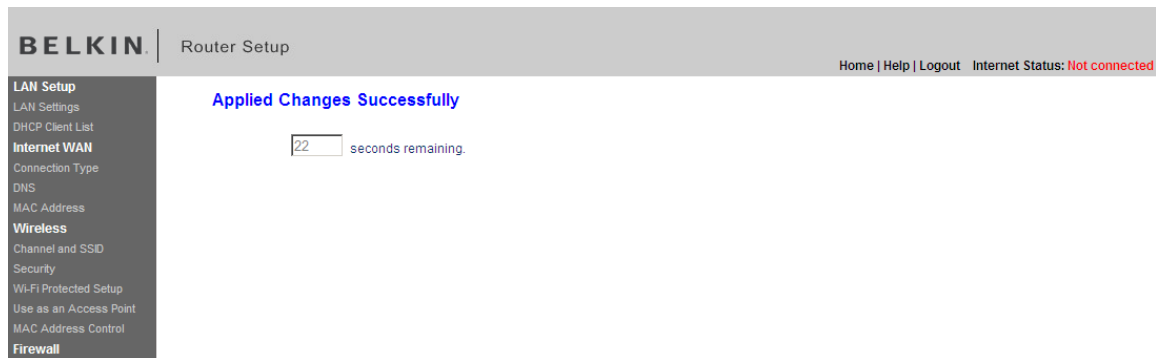 BELKIN. Router Setup
Home | Help | Logout Internet Status: Not connected
LAN Setup
LAN Settings
DHCP Client List
Internet WAN
Connection Type
DNS
MAC Address
Wireless
Channel and SSID
Security
Wi-Fi Protected Setup
Use as an Access Point
MAC Address Control
Firewall
Applied Changes Successfully
22 seconds remaining.